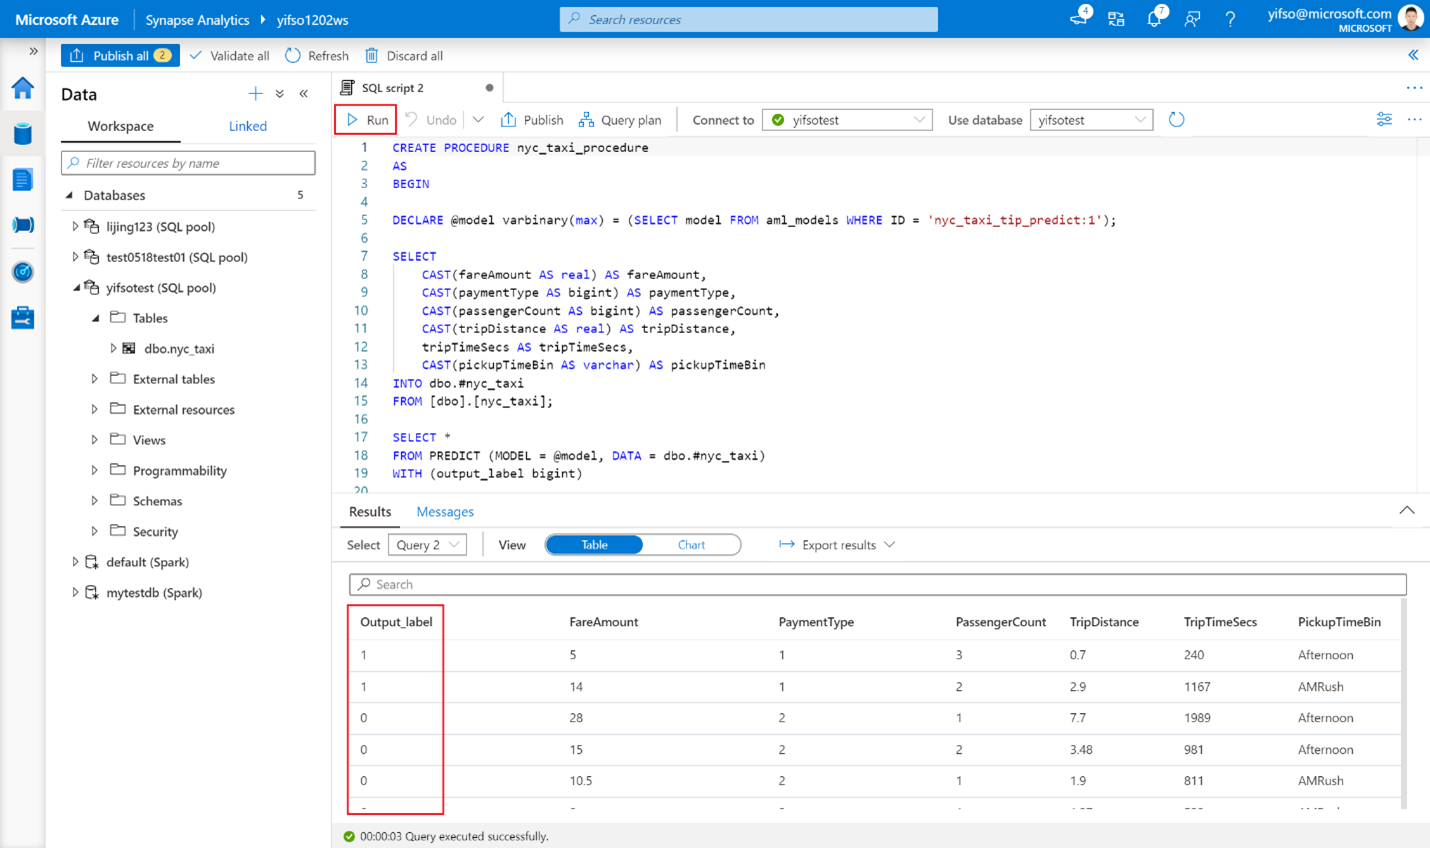 Microsoft Azure
Synapse Analytics
yifso1202ws
Search resources
4
7
yifso@microsoft.com
MICROSOFT
Publish all 2
Validate all
Refresh
Discard all
Data
Workspace
Linked
Filter resources by name
Databases 5
lijing123 (SQL pool)
test0518test01 (SQL pool)
yifsotest (SQL pool)
Tables
dbo.nyc_taxi
External tables
External resources
Views
Programmability
Schemas
Security
default (Spark)
mytestdb (Spark)
SQL script 2
Run
Undo
Publish
Query plan
Connect to
yifsotest
Use database
yifsotest
1 CREATE PROCEDURE nyc_taxi_procedure
2 AS
3 BEGIN
4
5 DECLARE @model varbinary(max) = (SELECT model FROM aml_models WHERE ID = 'nyc_taxi_tip_predict:1');
6
7 SELECT
8 CAST(fareAmount AS real) AS fareAmount,
9 CAST(paymentType AS bigint) AS paymentType,
10 CAST(passengerCount AS bigint) AS passengerCount,
11 CAST(tripDistance AS real) AS tripDistance,
12 tripTimeSecs AS tripTimeSecs,
13 CAST(pickupTimeBin AS varchar) AS pickupTimeBin
14 INTO dbo.#nyc_taxi
15 FROM [dbo].[nyc_taxi];
16
17 SELECT *
18 FROM PREDICT (MODEL = @model, DATA = dbo.#nyc_taxi)
19 WITH (output_label bigint)
20
Results
Messages
Select
Query 2
View
Table
Chart
Export results
Search
Output_label FareAmount PaymentType PassengerCount TripDistance TripTimeSecs PickupTimeBin
1 5 1 3 0.7 240 Afternoon
1 14 1 2 2.9 1167 AMRush
0 28 2 1 7.7 1989 Afternoon
0 15 2 2 3.48 981 Afternoon
0 10.5 2 1 1.9 811 AMRush
00:00:03 Query executed successfully.